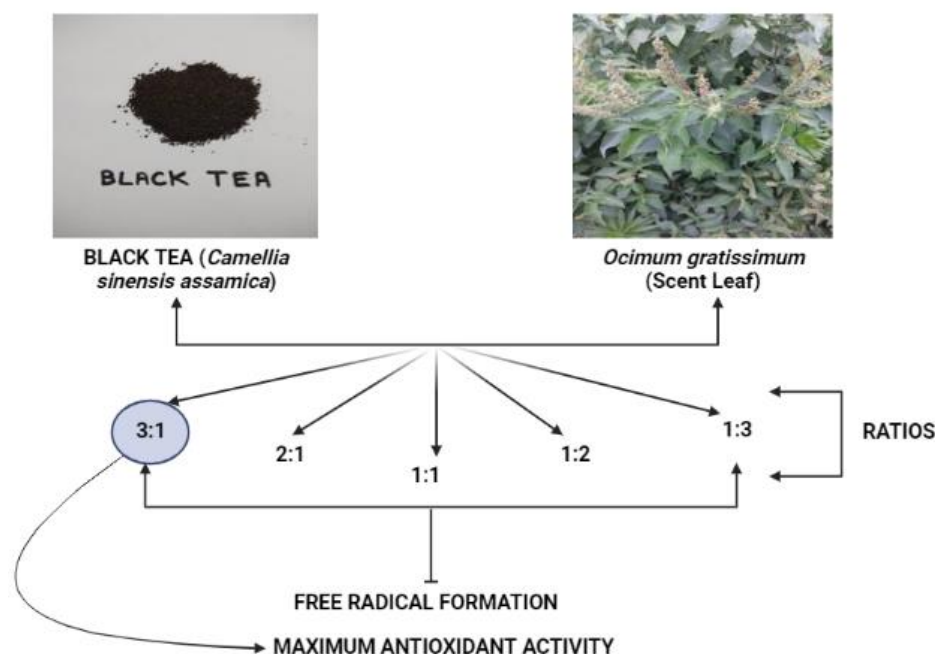 BLACK TEA
BLACK TEA (Camellia
sinensis assamica)
Ocimum gratissimum
(Scent Leaf)
3:1
2:1
1:1
1:2
1:3
RATIOS
FREE RADICAL FORMATION
MAXIMUM ANTIOXIDANT ACTIVITY